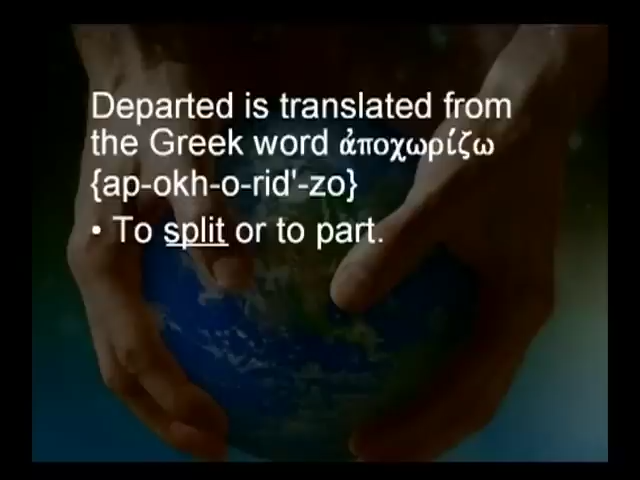 Departed is translated from
the Greek word ἀποχωρίζω
{ap-okh-o-rid'-zo}
• To split or to part.